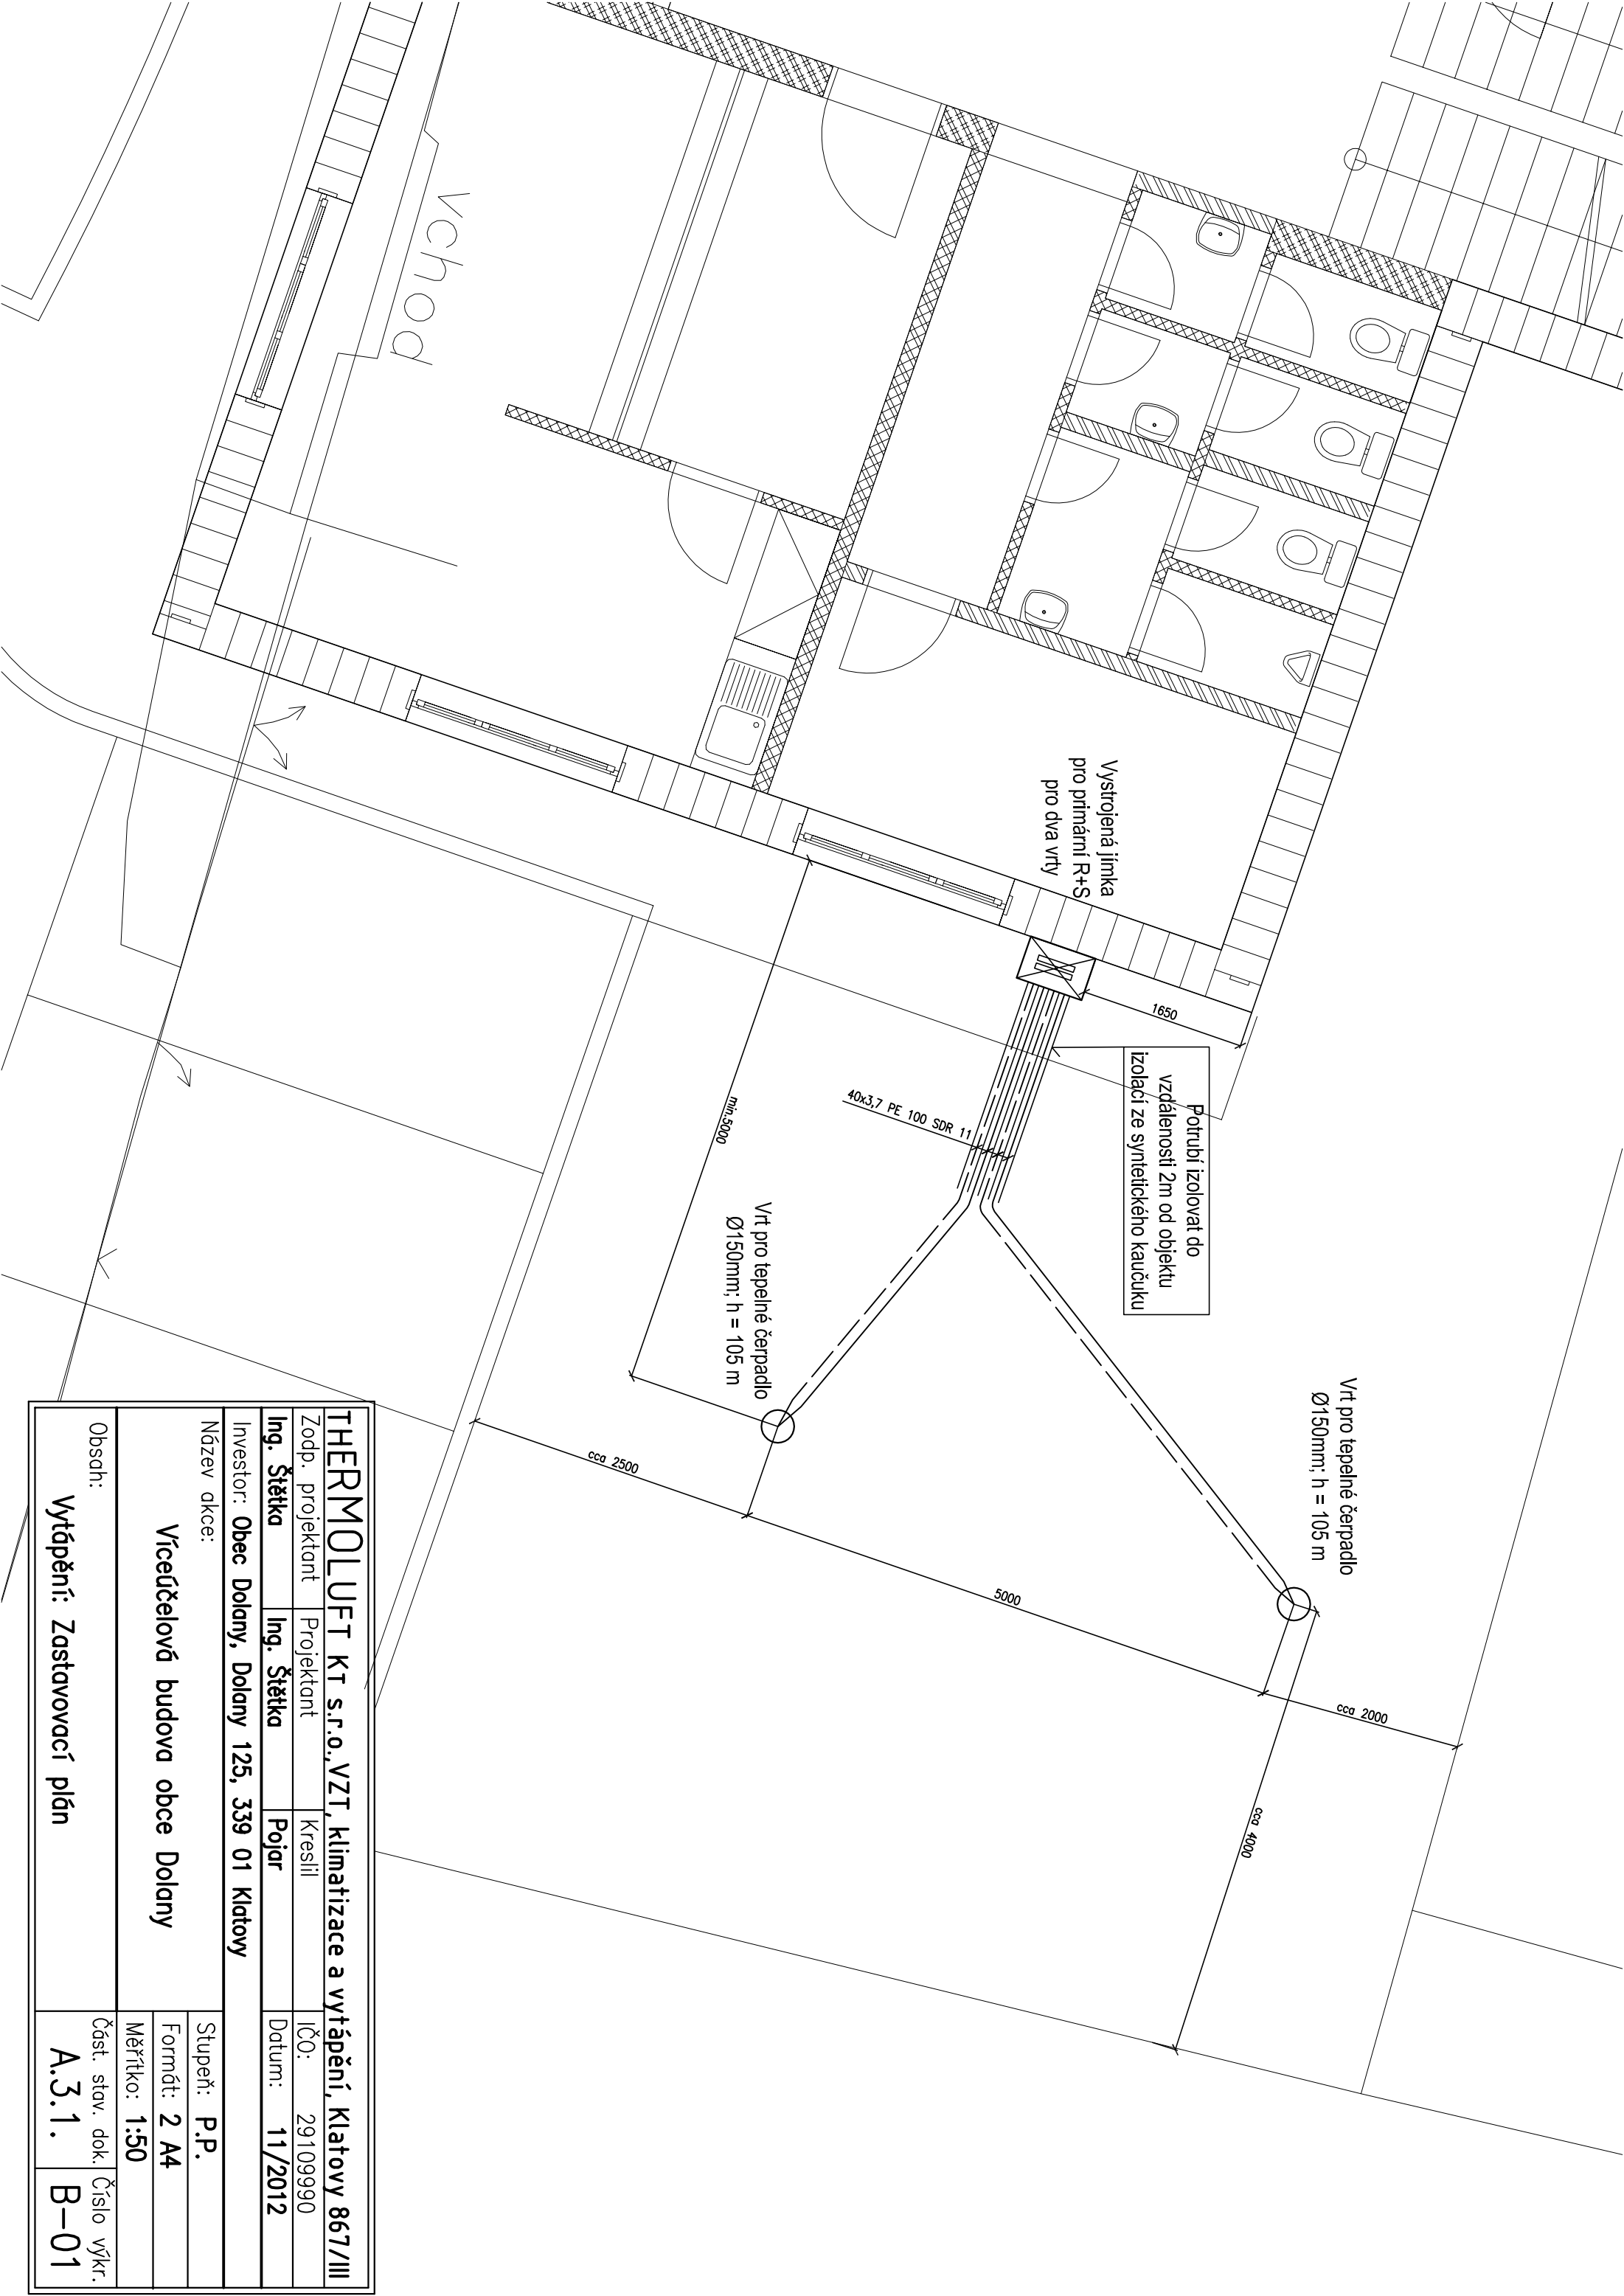 Vchod
Vystrojená jímka
pro primární R+S
pro dva vrty
1650
Potrubí izolovat do
vzdálenosti 2m od objektu
izolací ze syntetického kaučuku
40x3,7 PE 100 SDR 11
min.5000
Vrt pro tepelné čerpadlo
Ø150mm; h = 105 m
Vrt pro tepelné čerpadlo
Ø150mm; h = 105 m
cca 2500
5000
cca 2000
cca 4000
THERMOLUFT KT s.r.o.,VZT, klimatizace a vytápění, Klatovy 867/III
Zodp. projektant Projektant Kreslil IČO: 29109990
Ing. Štětka Ing. Štětka Pojar Datum: 11/2012
Investor: Obec Dolany, Dolany 125, 339 01 Klatovy
Název akce:
Víceúčelová budova obce Dolany
Stupeň: P.P.
Formát: 2 A4
Měřítko: 1:50
Obsah:
Vytápění: Zastavovací plán
Část. stav. dok. Číslo výkr.
A.3.1. B-01